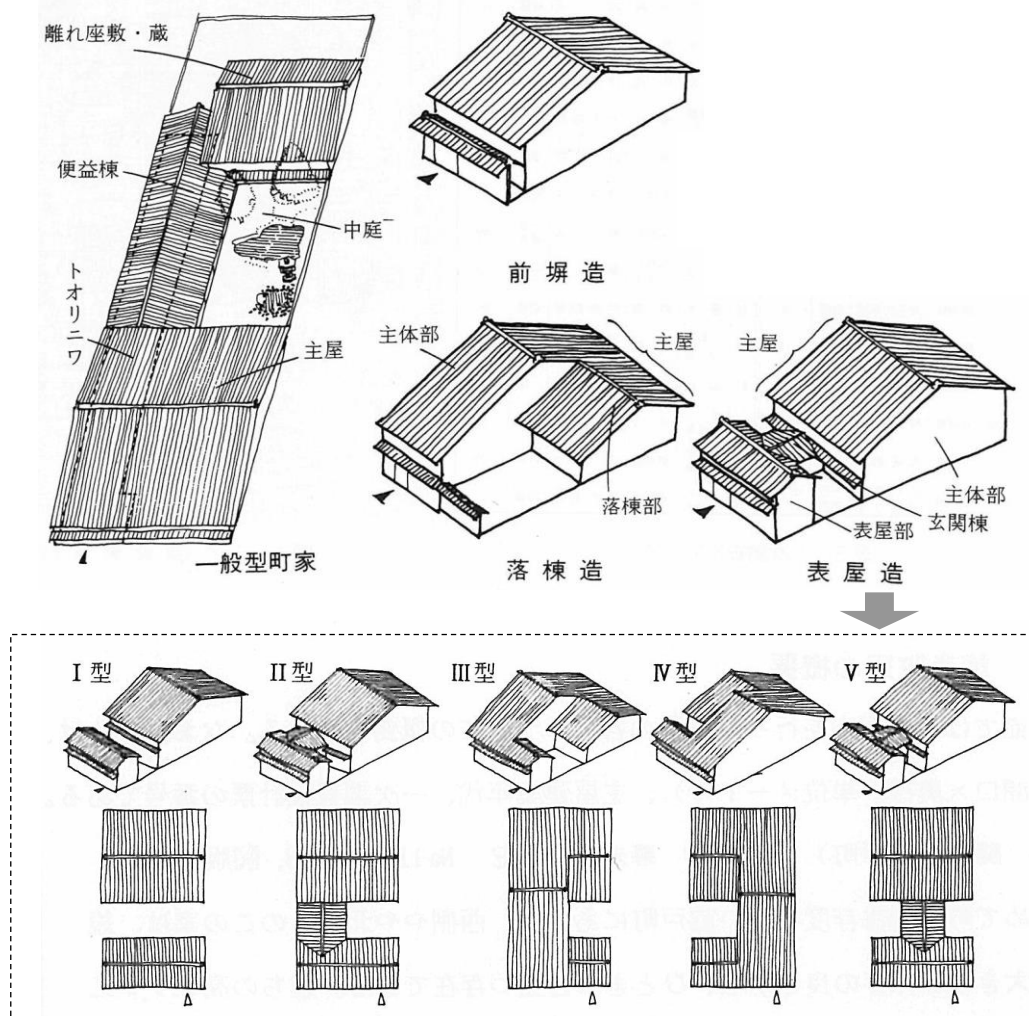 離れ座敷・蔵
便益棟
中庭
トオリニワ
主屋
一般型町家
前塀造
主体部
主屋
落棟部
落棟造
主屋
主体部
玄関棟
表屋部
表屋造
I型
II型
III型
IV型
V型